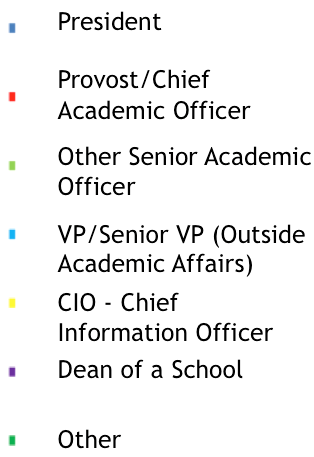 President
Provost/Chief
Academic Officer
Other Senior Academic
Officer
VP/Senior VP (Outside
Academic Affairs)
CIO - Chief
Information Officer
Dean of a School
Other